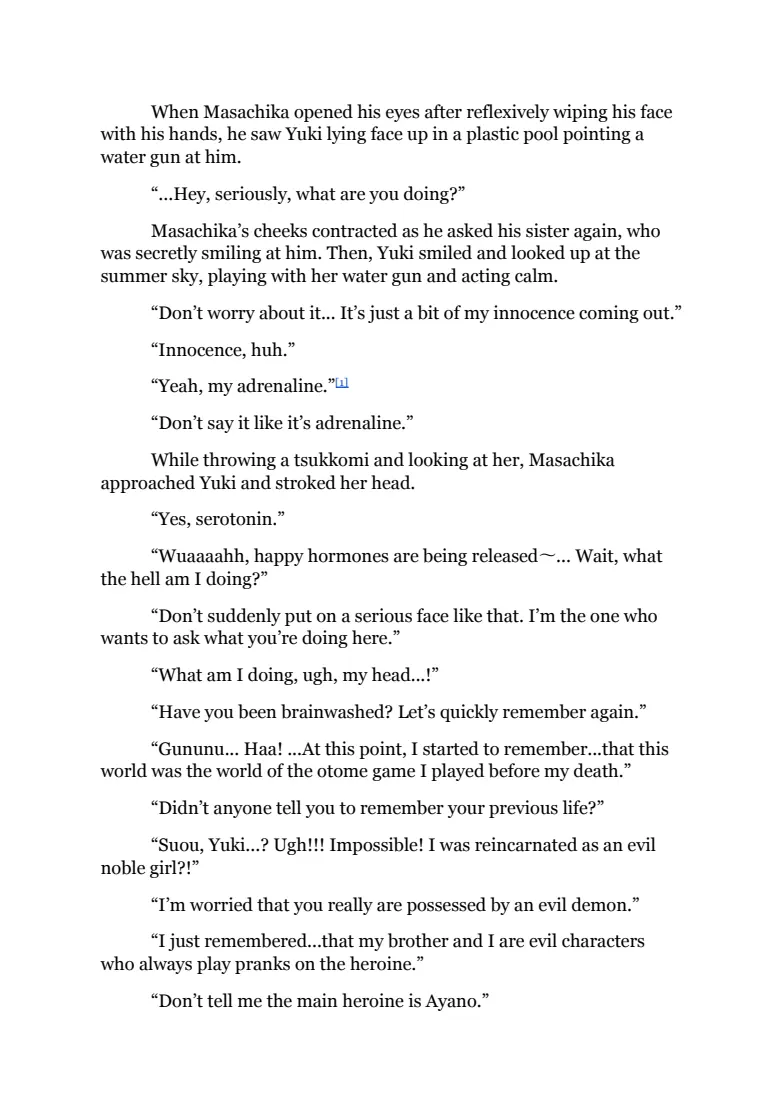 When Masachika opened his eyes after reflexively wiping his face
with his hands, he saw Yuki lying face up in a plastic pool pointing a
water gun at him.
“…Hey, seriously, what are you doing?”
Masachika’s cheeks contracted as he asked his sister again, who
was secretly smiling at him. Then, Yuki smiled and looked up at the
summer sky, playing with her water gun and acting calm.
“Don’t worry about it… It’s just a bit of my innocence coming out.”
“Innocence, huh.”
“Yeah, my adrenaline.”[1]
“Don’t say it like it’s adrenaline.”
While throwing a tsukkomi and looking at her, Masachika
approached Yuki and stroked her head.
“Yes, serotonin.”
“Wuaaaahh, happy hormones are being released～… Wait, what
the hell am I doing?”
“Don’t suddenly put on a serious face like that. I’m the one who
wants to ask what you’re doing here.”
“What am I doing, ugh, my head…!”
“Have you been brainwashed? Let’s quickly remember again.”
“Gununu… Haa! …At this point, I started to remember…that this
world was the world of the otome game I played before my death.”
“Didn’t anyone tell you to remember your previous life?”
“Suou, Yuki…? Ugh!!! Impossible! I was reincarnated as an evil
noble girl?!”
“I’m worried that you really are possessed by an evil demon.”
“I just remembered…that my brother and I are evil characters
who always play pranks on the heroine.”
“Don’t tell me the main heroine is Ayano.”